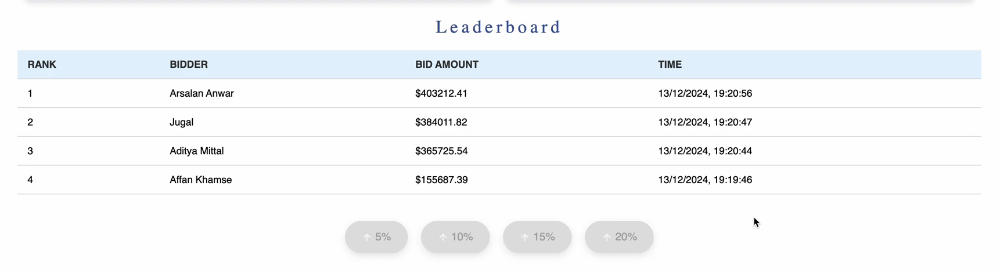 Leaderboard
RANK BIDDER BID AMOUNT TIME
1 Arsalan Anwar $403212.41 13/12/2024, 19:20:56
2 Jugal $384011.82 13/12/2024, 19:20:47
3 Aditya Mittal $365725.54 13/12/2024, 19:20:44
4 Affan Khamse $155687.39 13/12/2024, 19:19:46
↑ 5% ↑ 10% ↑ 15% ↑ 20%